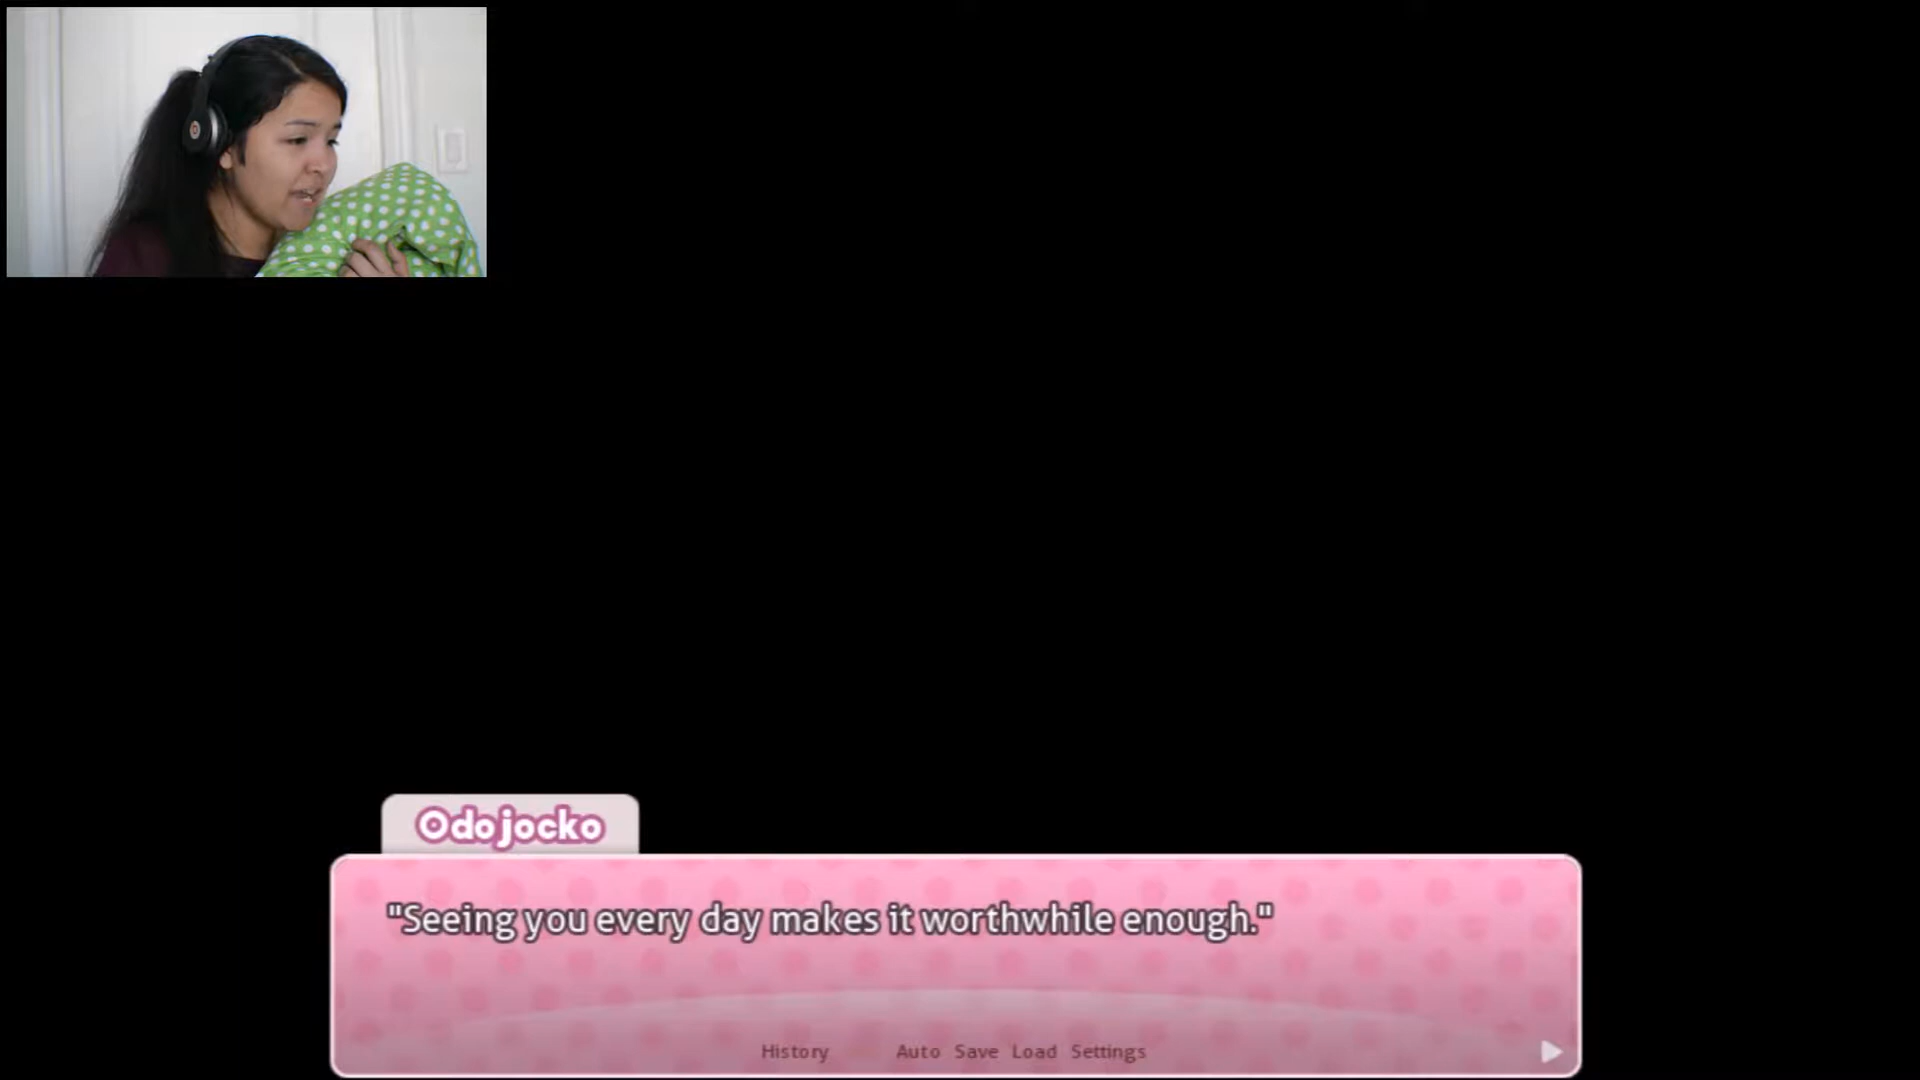 Odojocko
"Seeing you every day makes it worthwhile enough."
History Auto Save Load Settings